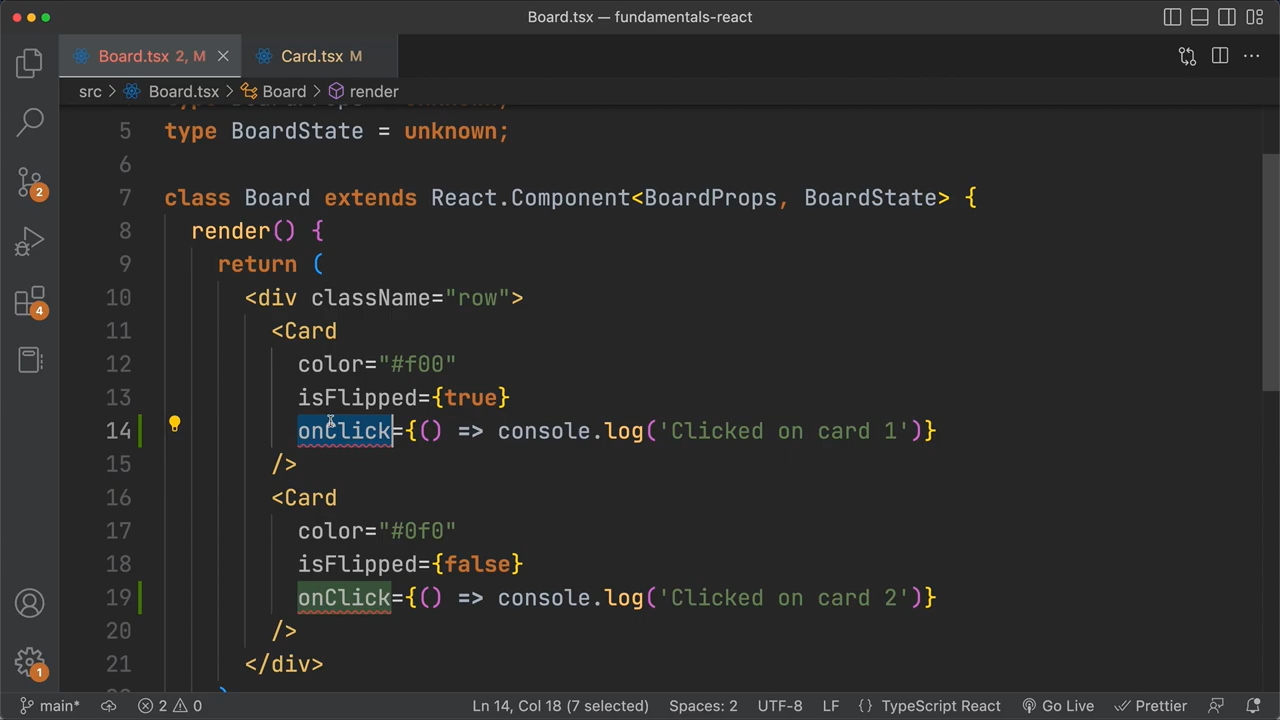 Board.tsx — fundamentals-react
Board.tsx 2, M
Card.tsx M
src > Board.tsx > Board > render
5 type BoardState = unknown;
6
7 class Board extends React.Component<BoardProps, BoardState> {
8 render() {
9 return (
10 <div className="row">
11 <Card
12 color="#f00"
13 isFlipped={true}
14 onClick={() => console.log('Clicked on card 1')}
15 />
16 <Card
17 color="#0f0"
18 isFlipped={false}
19 onClick={() => console.log('Clicked on card 2')}
20 />
21 </div>
2
4
1
main* 2 0 Ln 14, Col 18 (7 selected) Spaces: 2 UTF-8 LF {} TypeScript React Go Live Prettier